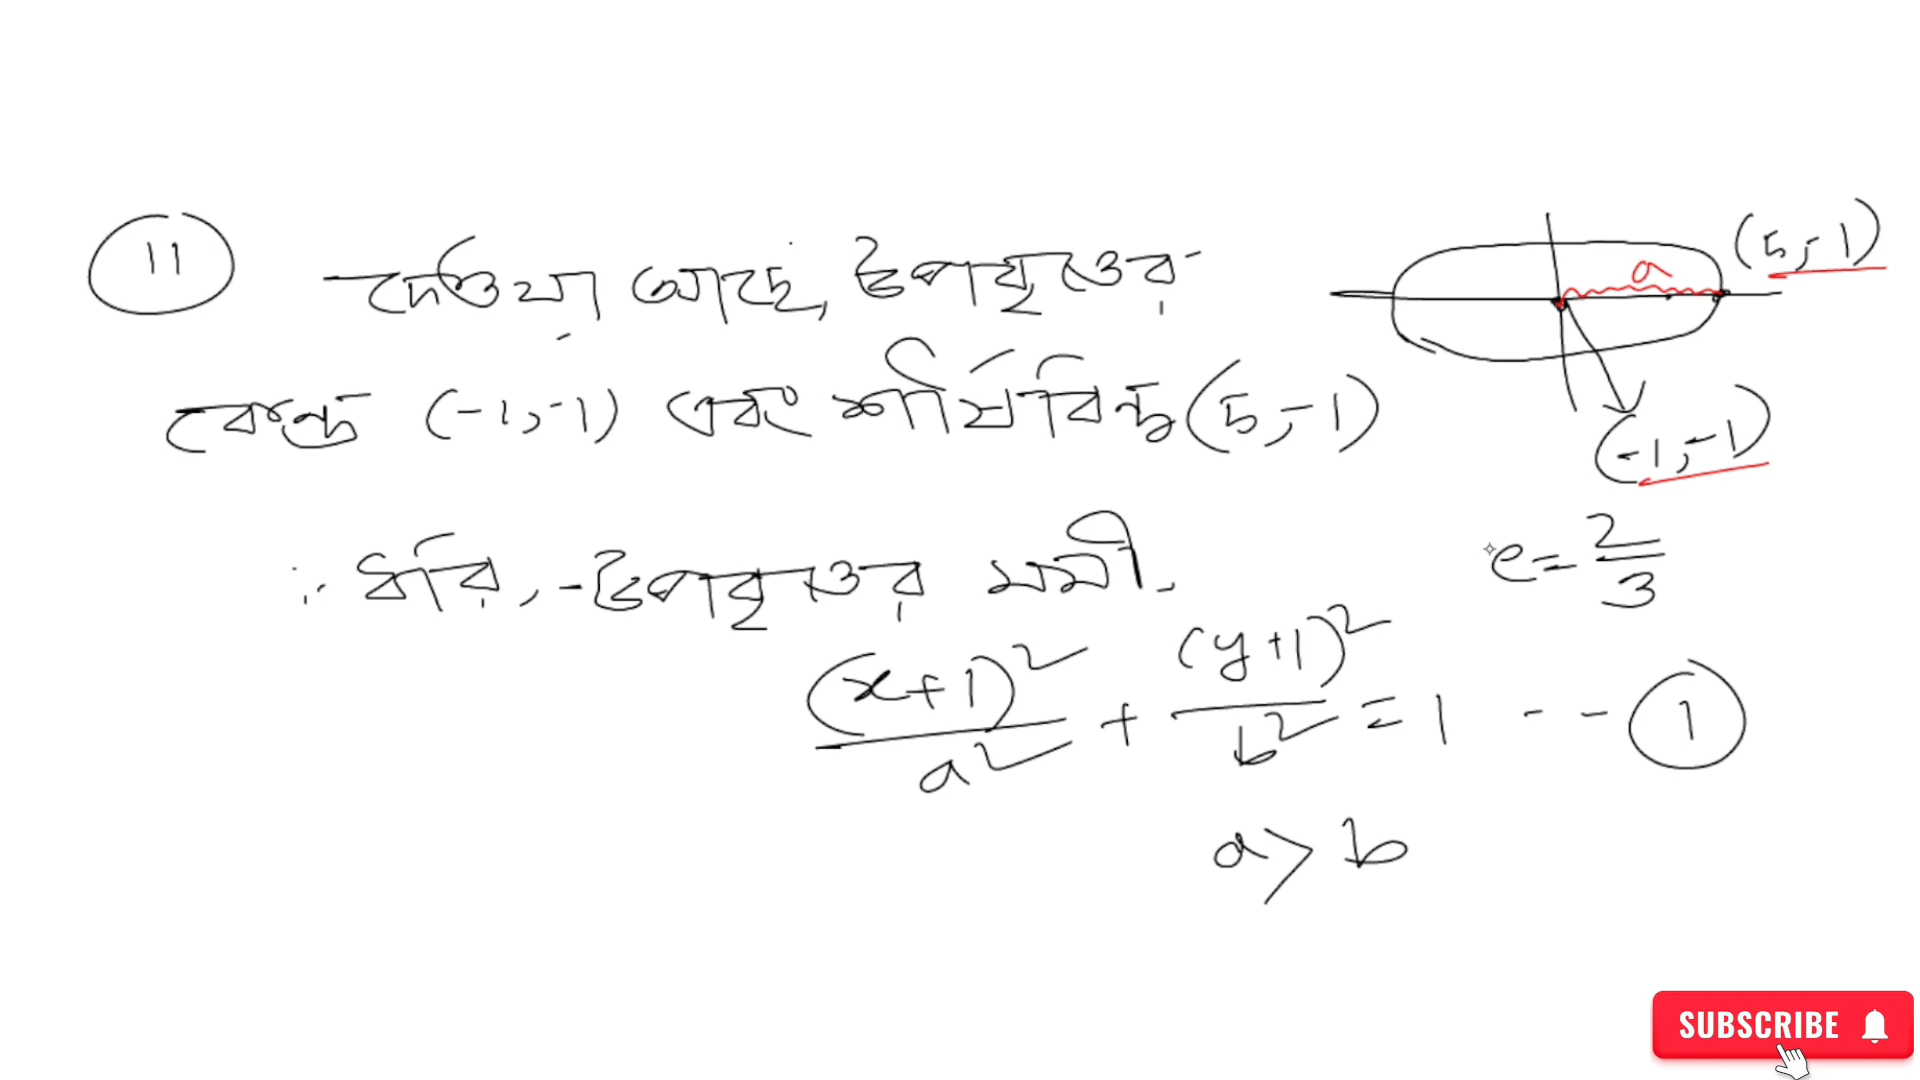 11 দেওয়া আছে, উপবৃত্তের
কেন্দ্র (-1,-1) এবং শীর্ষবিন্দু (5,-1)
∴ ধরি, উপবৃত্তের সমী.
(x+1)²/a² + (y+1)²/b² = 1 -- 1
a > b
a (5,-1)
(-1,-1)
e = 2/3
SUBSCRIBE